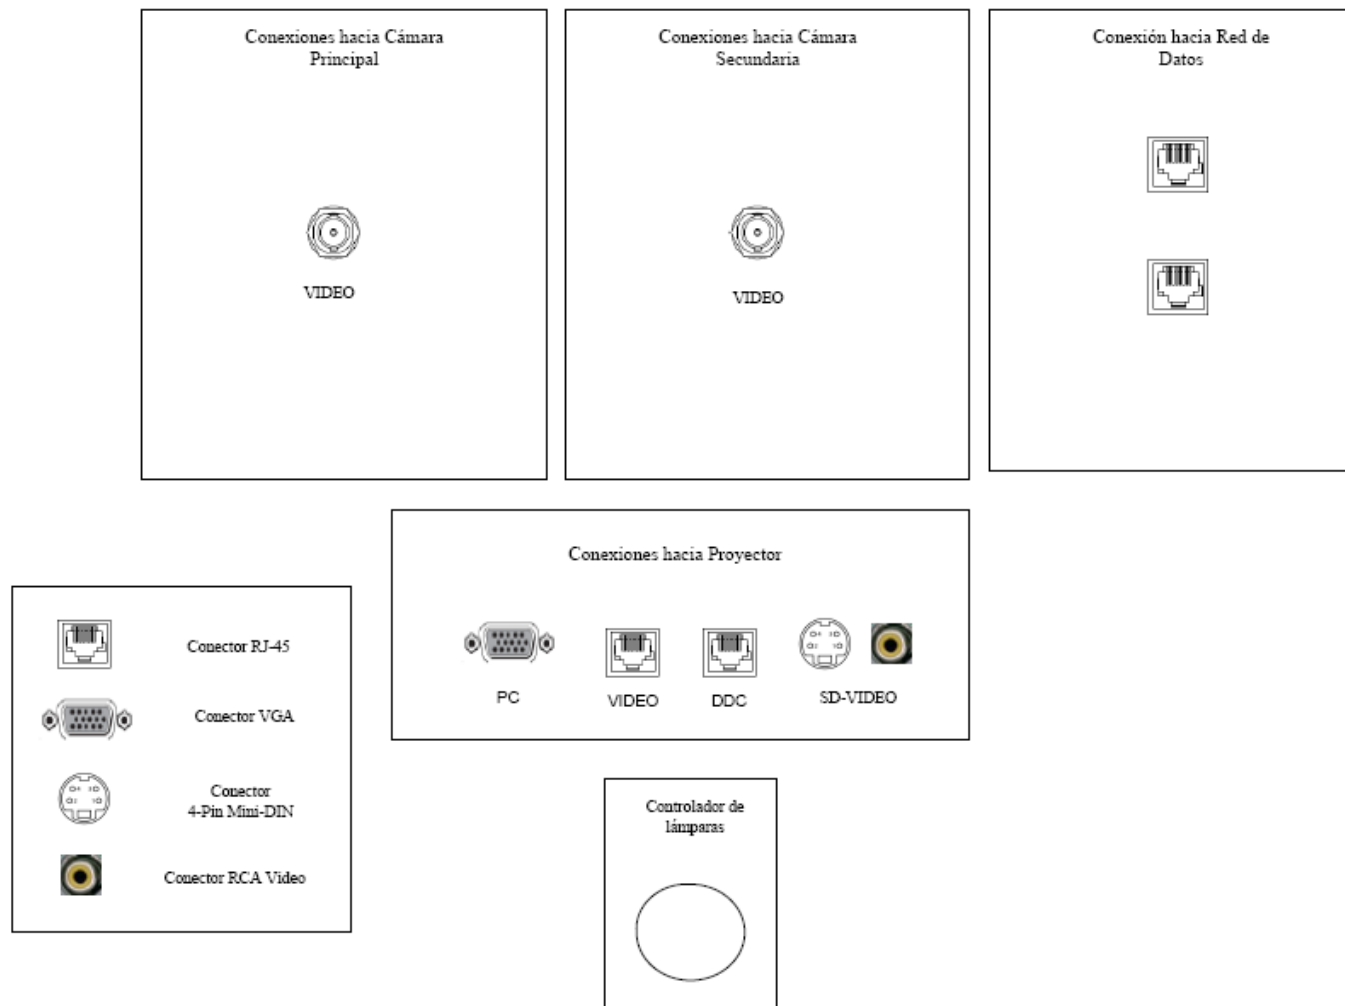 Conexiones hacia Cámara
Principal
VIDEO
Conexiones hacia Cámara
Secundaria
VIDEO
Conexión hacia Red de
Datos
Conexiones hacia Proyector
PC
VIDEO
DDC
SD-VIDEO
Conector RJ-45
Conector VGA
Conector
4-Pin Mini-DIN
Conector RCA Video
Controlador de
lámparas